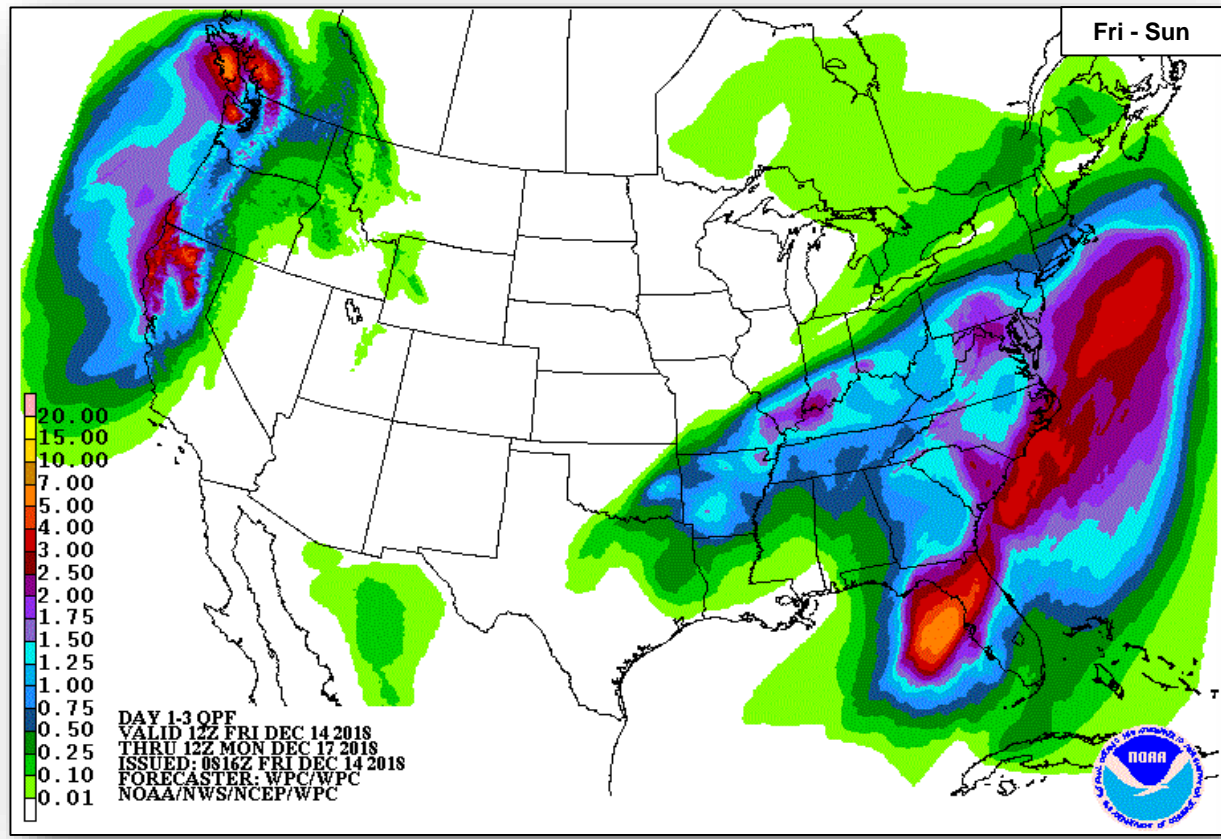 Fri - Sun
20.00
15.00
10.00
7.00
5.00
4.00
3.00
2.50
2.00
1.75
1.50
1.25
1.00
0.75
0.50
0.25
0.10
0.01
DAY 1-3 QPF
VALID 12Z FRI DEC 14 2018
THRU 12Z MON DEC 17 2018
ISSUED: 0816Z FRI DEC 14 2018
FORECASTER: WPC/WPC
NOAA/NWS/NCEP/WPC
NOAA